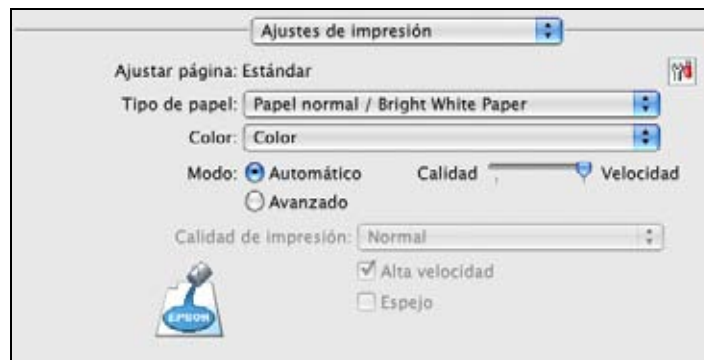 Ajustes de impresión
Ajustar página: Estándar
Tipo de papel: Papel normal / Bright White Paper
Color: Color
Modo: Automático Calidad Velocidad
Avanzado
Calidad de impresión: Normal
Alta velocidad
Espejo
EPSON